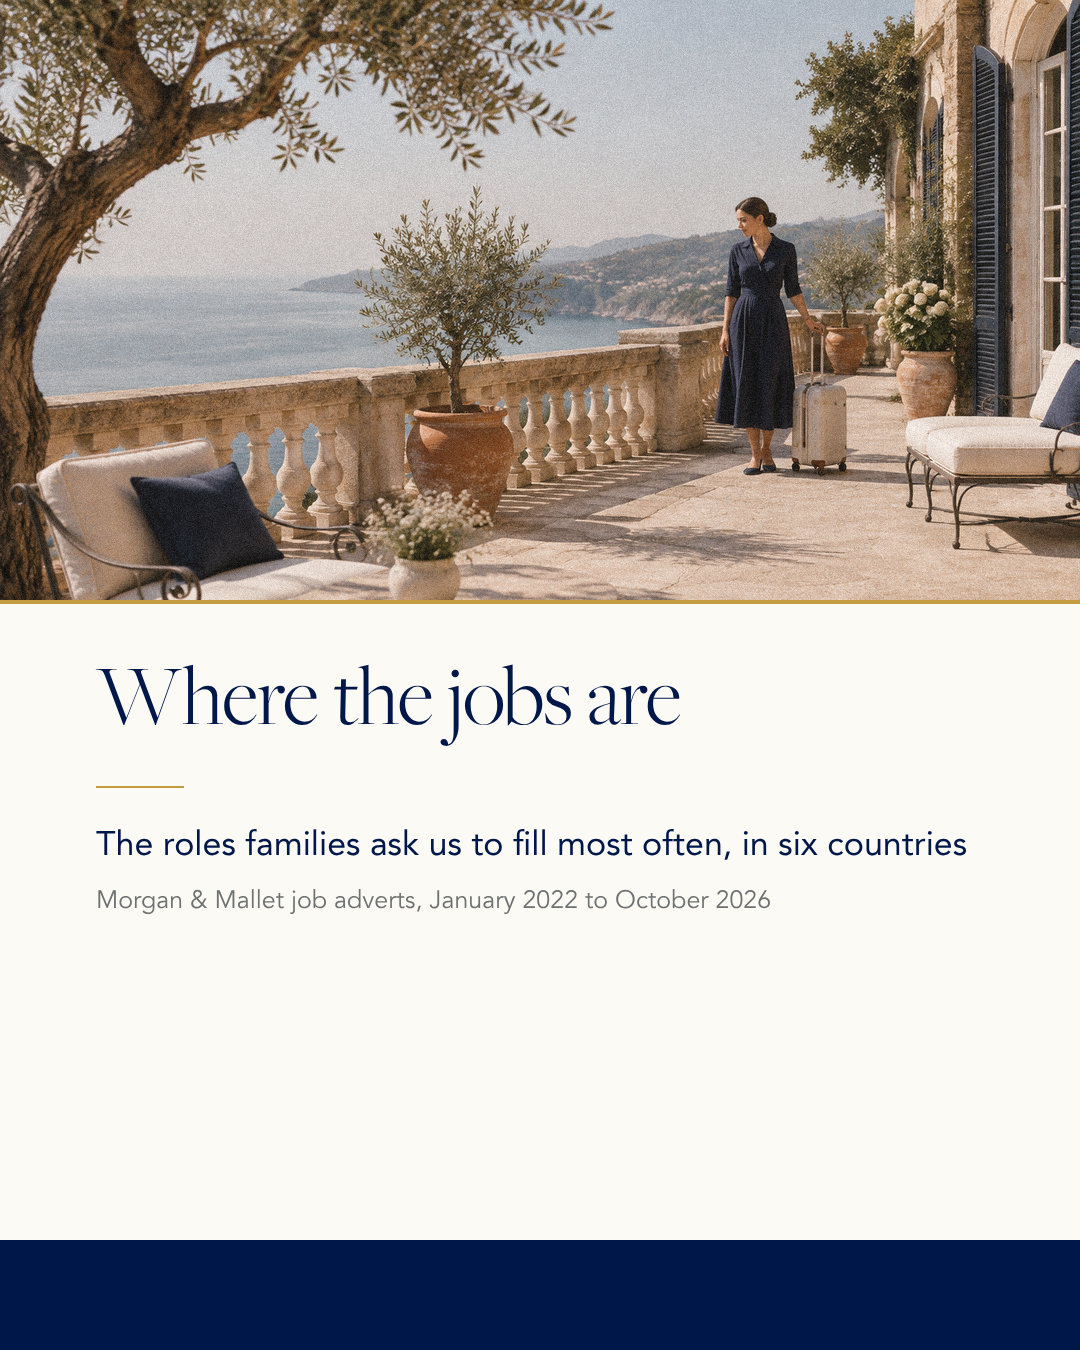 Where the jobs are
The roles families ask us to fill most often, in six countries
Morgan & Mallet job adverts, January 2022 to October 2026